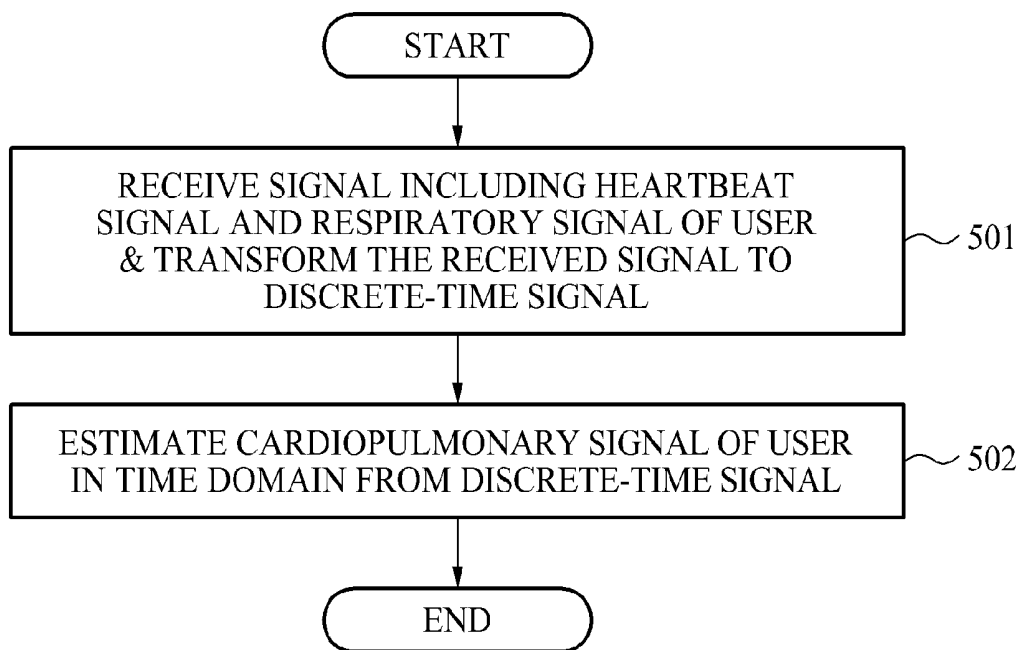 START
RECEIVE SIGNAL INCLUDING HEARTBEAT
SIGNAL AND RESPIRATORY SIGNAL OF USER
& TRANSFORM THE RECEIVED SIGNAL TO
DISCRETE-TIME SIGNAL
501
ESTIMATE CARDIOPULMONARY SIGNAL OF USER
IN TIME DOMAIN FROM DISCRETE-TIME SIGNAL
502
END